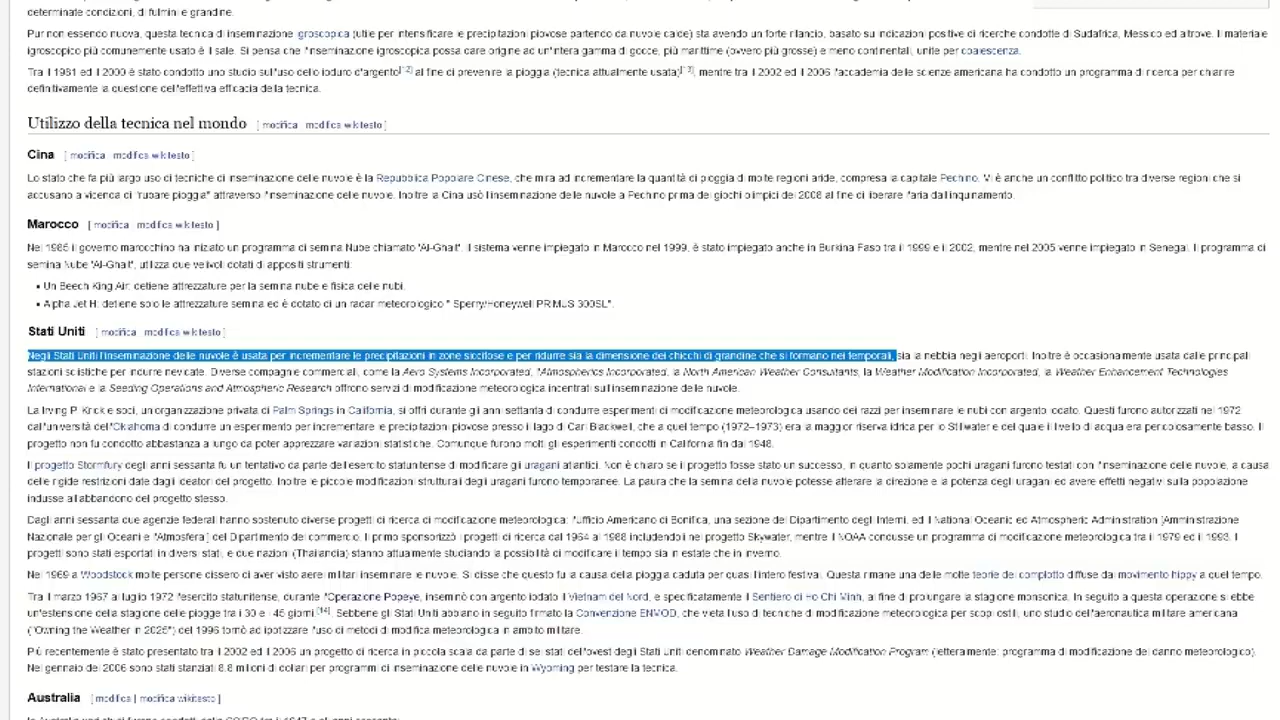 determinate condizioni, di fulmini e grandine.
Pur non essendo nuova, questa tecnica di inseminazione igroscopica (utile per intensificare le precipitazioni piovose partendo da nuvole calde) sta avendo un forte rilancio, basato su indicazioni positive di ricerche condotte di Sudafrica, Messico ed altrove. Il materiale
igroscopico più comunemente usato è il sale. Si pensa che l'inseminazione igroscopica possa dare origine ad un'intera gamma di gocce, più marittime (ovvero più grosse) e meno continentali, unite per coalescenza.
Tra il 1981 ed il 2000 è stato condotto uno studio sull'uso dello ioduro d'argento[12] al fine di prevenire la pioggia (tecnica attualmente usata)[13], mentre tra il 2002 ed il 2006 l'accademia delle scienze americana ha condotto un programma di ricerca per chiarire
definitivamente la questione dell'effettiva efficacia della tecnica.
Utilizzo della tecnica nel mondo [ modifica modifica wikitesto ]
Cina [ modifica modifica wikitesto ]
Lo stato che fa più largo uso di tecniche di inseminazione delle nuvole è la Repubblica Popolare Cinese, che mira ad incrementare la quantità di pioggia di molte regioni aride, compresa la capitale Pechino. Vi è anche un conflitto politico tra diverse regioni che si
accusano a vicenda di "rubare pioggia" attraverso l'inseminazione delle nuvole. Inoltre la Cina usò l'inseminazione delle nuvole a Pechino prima dei giochi olimpici del 2008 al fine di liberare l'aria dall'inquinamento.
Marocco [ modifica modifica wikitesto ]
Nel 1985 il governo marocchino ha iniziato un programma di semina Nube chiamato "Al-Ghait". Il sistema venne impiegato in Marocco nel 1999, è stato impiegato anche in Burkina Faso tra il 1999 e il 2002, mentre nel 2005 venne impiegato in Senegal. Il programma di
semina Nube "Al-Ghait", utilizza due velivoli dotati di appositi strumenti:
• Un Beech King Air: detiene attrezzature per la semina nube e fisica delle nubi.
• Alpha Jet H: detiene solo le attrezzature semina ed è dotato di un radar meteorologico " Sperry/Honeywell PRIMUS 300SL".
Stati Uniti [ modifica modifica wikitesto ]
Negli Stati Uniti l'inseminazione delle nuvole è usata per incrementare le precipitazioni in zone siccitose e per ridurre sia la dimensione dei chicchi di grandine che si formano nei temporali, sia la nebbia negli aeroporti. Inoltre è occasionalmente usata dalle principali
stazioni sciistiche per indurre nevicate. Diverse compagnie commerciali, come la Aero Systems Incorporated, "Atmospherics Incorporated, la North American Weather Consultants, la Weather Modification Incorporated, la Weather Enhancement Technologies
International e la Seeding Operations and Atmospheric Research offrono servizi di modificazione meteorologica incentrati sull'inseminazione delle nuvole.
La Irving P. Krick e soci, un'organizzazione privata di Palm Springs in California, si offrì durante gli anni settanta di condurre esperimenti di modificazione meteorologica usando dei razzi per inseminare le nubi con argento iodato. Questi furono autorizzati nel 1972
dall'università dell'Oklahoma di condurre un esperimento per incrementare le precipitazioni piovose presso il lago di Carl Blackwell, che a quel tempo (1972–1973) era la maggior riserva idrica per lo Stillwater e del quale il livello di acqua era pericolosamente basso. Il
progetto non fu condotto abbastanza a lungo da poter apprezzare variazioni statistiche. Comunque furono molti gli esperimenti condotti in California fin dal 1948.
Il progetto Stormfury degli anni sessanta fu un tentativo da parte dell'esercito statunitense di modificare gli uragani atlantici. Non è chiaro se il progetto fosse stato un successo, in quanto solamente pochi uragani furono testati con l'inseminazione delle nuvole, a causa
delle rigide restrizioni date dagli ideatori del progetto. Inoltre le piccole modificazioni strutturali degli uragani furono temporanee. La paura che la semina della nuvole potesse alterare la direzione e la potenza degli uragani ed avere effetti negativi sulla popolazione
indusse all'abbandono del progetto stesso.
Dagli anni sessanta due agenzie federali hanno sostenuto diverse progetti di ricerca di modificazione meteorologica: l'Ufficio Americano di Bonifica, una sezione del Dipartimento degli Interni, ed il National Oceanic ed Atmospheric Administration [Amministrazione
Nazionale per gli Oceani e l'Atmosfera] del Dipartimento del commercio. Il primo sponsorizzò i progetti di ricerca dal 1964 al 1988 includendoli nel progetto Skywater, mentre il NOAA condusse un programma di modificazione meteorologica tra il 1979 ed il 1993. I
progetti sono stati esportati in diversi stati, e due nazioni (Thailandia) stanno attualmente studiando la possibilità di modificare il tempo sia in estate che in inverno.
Nel 1969 a Woodstock molte persone dissero di aver visto aerei militari inseminare le nuvole. Si disse che questo fu la causa della pioggia caduta per quasi l'intero festival. Questa rimane una delle molte teorie del complotto diffuse dal movimento hippy a quel tempo.
Tra il marzo 1967 al luglio 1972 l'esercito statunitense, durante l'Operazione Popeye, inseminò con argento iodato il Vietnam del Nord, e specificatamente il Sentiero di Ho Chi Minh, al fine di prolungare la stagione monsonica. In seguito a questa operazione si ebbe
un'estensione della stagione delle piogge tra i 30 e i 45 giorni.[14]. Sebbene gli Stati Uniti abbiano in seguito firmato la Convenzione ENMOD, che vieta l'uso di tecniche di modificazione meteorologica per scopi ostili, uno studio dell'aeronautica militare americana
("Owning the Weather in 2025") del 1996 tornò ad ipotizzare l'uso di metodi di modifica meteorologica in ambito militare.
Più recentemente è stato presentato tra il 2002 ed il 2006 un progetto di ricerca in piccola scala da parte di sei stati dell'ovest degli Stati Uniti denominato Weather Damage Modification Program (letteralmente: programma di modificazione del danno meteorologico).
Nel gennaio del 2006 sono stati stanziati 8.8 milioni di dollari per programmi di inseminazione delle nuvole in Wyoming per testare la tecnica.
Australia [ modifica | modifica wikitesto ]